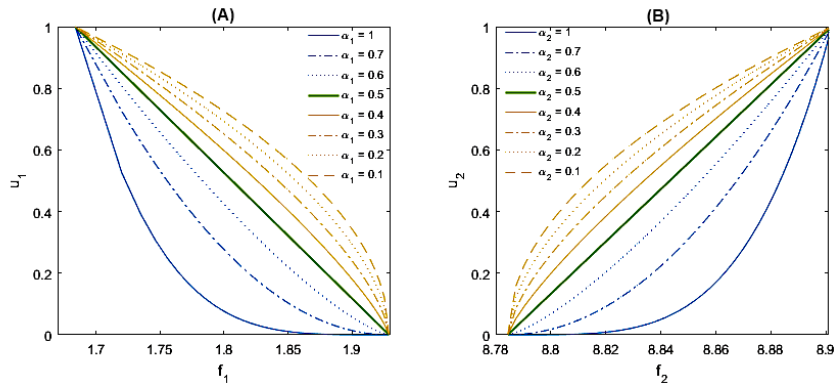 (A)
u1
1
0.8
0.6
0.4
0.2
0
1.7 1.75 1.8 1.85 1.9
f1
α1 = 1
α1 = 0.7
α1 = 0.6
α1 = 0.5
α1 = 0.4
α1 = 0.3
α1 = 0.2
α1 = 0.1
(B)
u2
1
0.8
0.6
0.4
0.2
0
8.78 8.8 8.82 8.84 8.86 8.88 8.9
f2
α2 = 1
α2 = 0.7
α2 = 0.6
α2 = 0.5
α2 = 0.4
α2 = 0.3
α2 = 0.2
α2 = 0.1